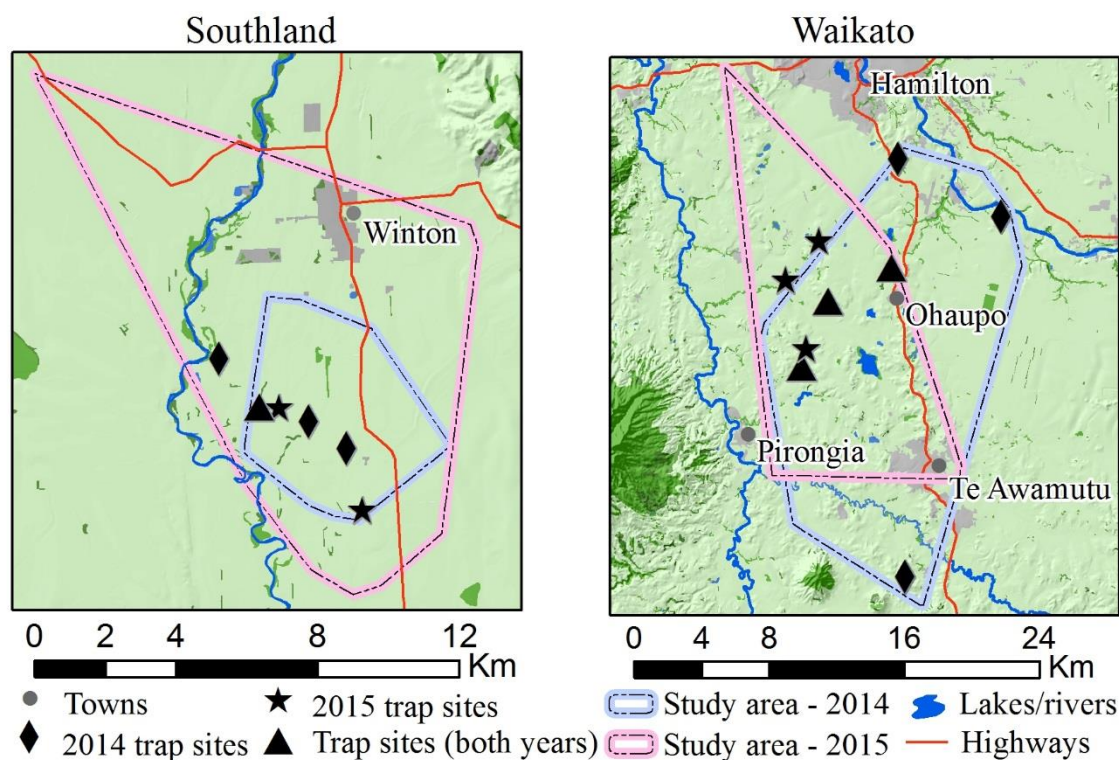 Southland
Waikato
Hamilton
Winton
Ohaupo
Pirongia
Te Awamutu
0 2 4 8 12
Km
0 4 8 16 24
Km
Towns
2015 trap sites
2014 trap sites
Trap sites (both years)
Study area - 2014
Lakes/rivers
Study area - 2015
Highways